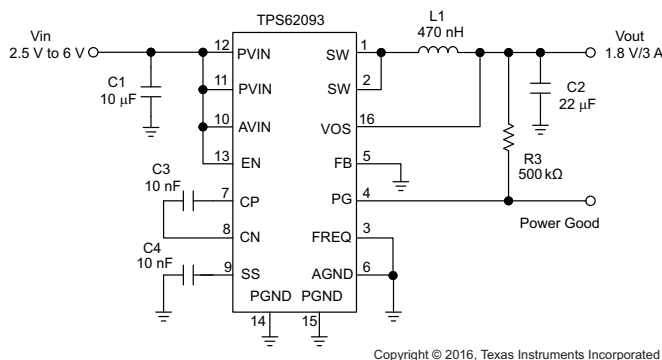 TPS62093
Vin
2.5 V to 6 V
C1
10 µF
12
PVIN
11
PVIN
10
AVIN
13
EN
C3
10 nF
7
CP
8
CN
C4
10 nF
9
SS
PGND PGND
14
15
SW
1
SW
2
VOS
16
FB
5
PG
4
FREQ
3
AGND
6
L1
470 nH
Vout
1.8 V/3 A
C2
22 µF
R3
500 kΩ
Power Good
Copyright © 2016, Texas Instruments Incorporated